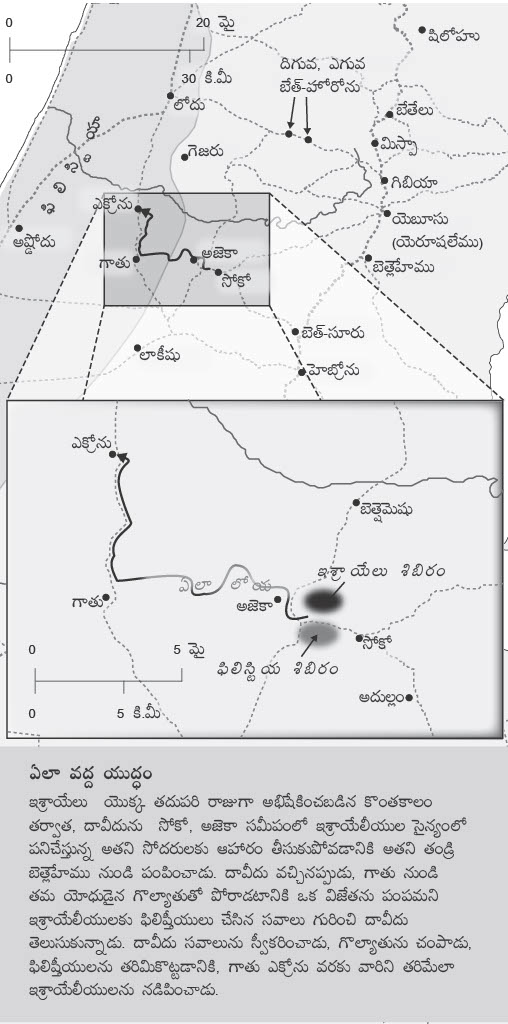 0 20 మై
0 30 కి.మీ
షిలోహు
దిగువ, ఎగువ
బేత్-హోరోను
లోదు
బేతేలు
మిస్పా
గెజెరు
గిబియా
ఎక్రోను
యెబూసు
(యెరూషలేము)
అష్డోదు
అజెకా
గాతు
బెత్లెహేము
సోకో
బెత్-సూరు
లాకీషు
హెబ్రోను
ఎక్రోను
బెత్షెమెషు
ఇశ్రాయేలు శిబిరం
ఏలా లోయ
గాతు
అజెకా
సోకో
0 5 మై
ఫిలిస్టియ శిబిరం
0 5 కి.మీ
అదుల్లం
ఏలా వద్ద యుద్ధం
ఇశ్రాయేలు యొక్క తదుపరి రాజుగా అభిషేకించబడిన కొంతకాలం
తర్వాత, దావీదును సోకో, అజెకా సమీపంలో ఇశ్రాయేలీయుల సైన్యంలో
పనిచేస్తున్న అతని సోదరులకు ఆహారం తీసుకుపోవడానికి అతని తండ్రి
బెత్లెహేము నుండి పంపించాడు. దావీదు వచ్చినప్పుడు, గాతు నుండి
తమ యోధుడైన గొల్యాతుతో పోరాడటానికి ఒక విజేతను పంపమని
ఇశ్రాయేలీయులకు ఫిలిష్తీయులు చేసిన సవాలు గురించి దావీదు
తెలుసుకున్నాడు. దావీదు సవాలును స్వీకరించాడు, గొల్యాతును చంపాడు,
ఫిలిష్తీయులను తరిమికొట్టడానికి, గాతు ఎక్రోను వరకు వారిని తరిమేలా
ఇశ్రాయేలీయులను నడిపించాడు.